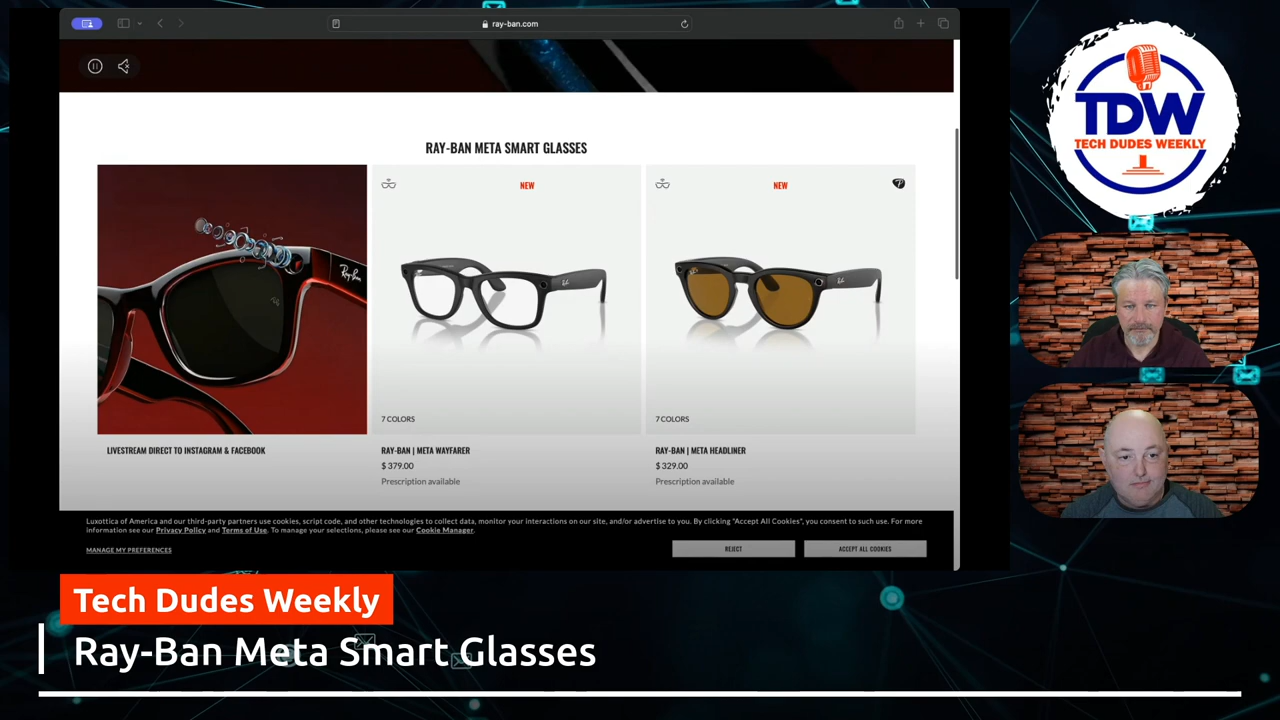 ray-ban.com
RAY-BAN META SMART GLASSES
NEW
NEW
Ray-Ban
7 COLORS
7 COLORS
LIVESTREAM DIRECT TO INSTAGRAM & FACEBOOK
RAY-BAN | META WAYFARER
$ 379.00
Prescription available
RAY-BAN | META HEADLINER
$ 329.00
Prescription available
Luxottica of America and our third-party partners use cookies, script code, and other technologies to collect data, monitor your interactions on our site, and/or advertise to you. By clicking "Accept All Cookies", you consent to such use. For more
information see our Privacy Policy and Terms of Use. To manage your selections, please see our Cookie Manager.
MANAGE MY PREFERENCES
REJECT
ACCEPT ALL COOKIES
TDW
TECH DUDES WEEKLY
Tech Dudes Weekly
Ray-Ban Meta Smart Glasses